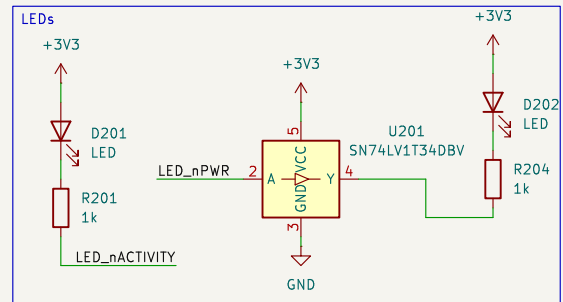 LEDs
+3V3
D201
LED
R201
1k
LED_nACTIVITY
+3V3
5
VCC
U201
SN74LV1T34DBV
LED_nPWR
2
A
Y
4
GND
3
GND
+3V3
D202
LED
R204
1k